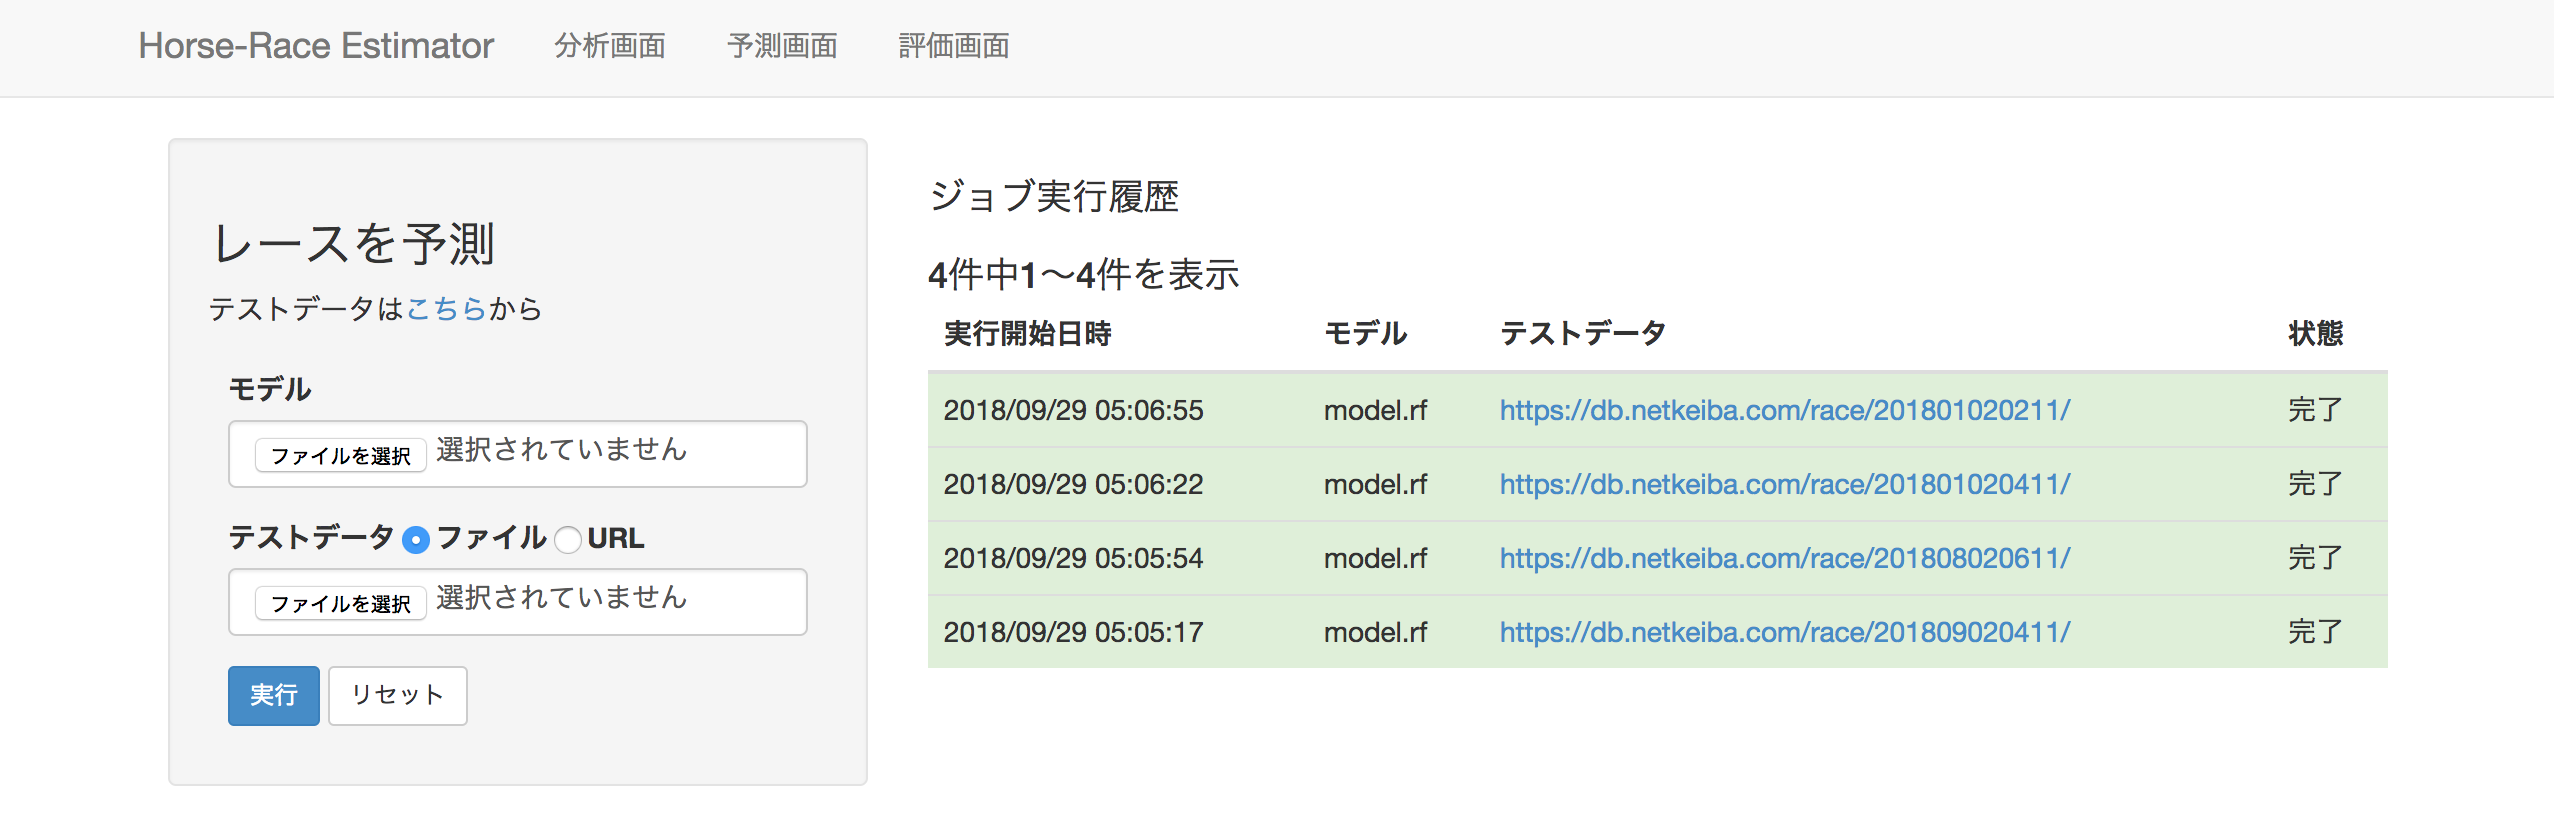 Horse-Race Estimator 分析画面 予測画面 評価画面
レースを予測
テストデータはこちらから
モデル
ファイルを選択 選択されていません
テストデータ ファイル URL
ファイルを選択 選択されていません
実行 リセット
ジョブ実行履歴
4件中1〜4件を表示
実行開始日時 モデル テストデータ 状態
2018/09/29 05:06:55 model.rf https://db.netkeiba.com/race/201801020211/ 完了
2018/09/29 05:06:22 model.rf https://db.netkeiba.com/race/201801020411/ 完了
2018/09/29 05:05:54 model.rf https://db.netkeiba.com/race/201808020611/ 完了
2018/09/29 05:05:17 model.rf https://db.netkeiba.com/race/201809020411/ 完了